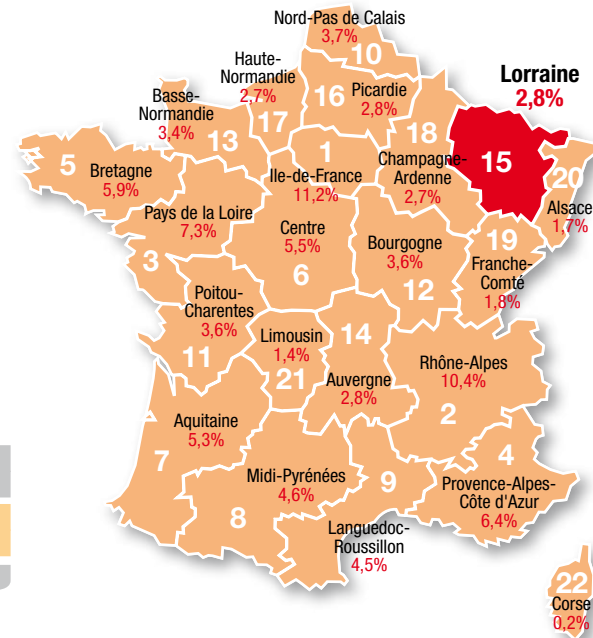 Nord-Pas de Calais
3,7%
10
Haute-
Normandie
2,7%
17
16
Picardie
2,8%
Lorraine
2,8%
15
Basse-
Normandie
3,4%
13
18
Champagne-
Ardenne
2,7%
1
Ile-de-France
11,2%
20
Alsace
1,7%
5
Bretagne
5,9%
Pays de la Loire
7,3%
3
Centre
5,5%
6
Bourgogne
3,6%
12
19
Franche-
Comté
1,8%
Poitou-
Charentes
3,6%
11
Limousin
1,4%
21
14
Auvergne
2,8%
Rhône-Alpes
10,4%
2
Aquitaine
5,3%
7
Midi-Pyrénées
4,6%
8
9
Languedoc-
Roussillon
4,5%
4
Provence-Alpes-
Côte d'Azur
6,4%
22
Corse
0,2%